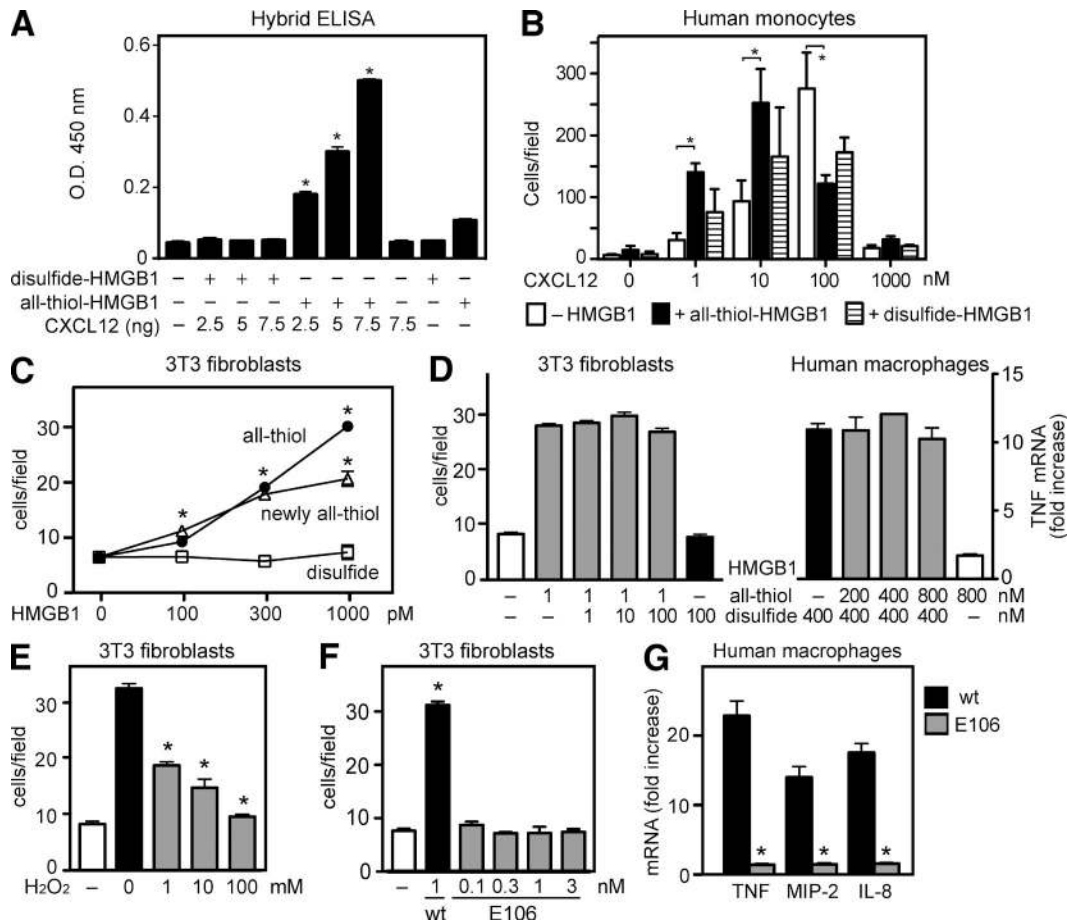 A
Hybrid ELISA
0.6
0.4
0.2
0
O.D. 450 nm
* * *
disulfide-HMGB1 – + + + – – – – + –
all-thiol-HMGB1 – – – – + + + – – +
CXCL12 (ng) – 2.5 5 7.5 2.5 5 7.5 7.5 – –
B
Human monocytes
300
200
100
0
Cells/field
* * *
CXCL12 0 1 10 100 1000 nM
– HMGB1 + all-thiol-HMGB1 + disulfide-HMGB1
C
3T3 fibroblasts
30
20
10
0
cells/field
* * * *
all-thiol
newly all-thiol
disulfide
HMGB1 0 100 300 1000 pM
D
3T3 fibroblasts
30
20
10
0
cells/field
Human macrophages
15
10
5
0
TNF mRNA
(fold increase)
HMGB1
– 1 1 1 1 – all-thiol – 200 400 800 800 nM
– – 1 10 100 100 disulfide 400 400 400 400 – nM
E
3T3 fibroblasts
30
20
10
0
cells/field
* * *
H2O2 – 0 1 10 100 mM
F
3T3 fibroblasts
30
20
10
0
cells/field
*
– 1 0.1 0.3 1 3 nM
wt E106
G
Human macrophages
20
10
0
mRNA (fold increase)
* * *
TNF MIP-2 IL-8
wt
E106